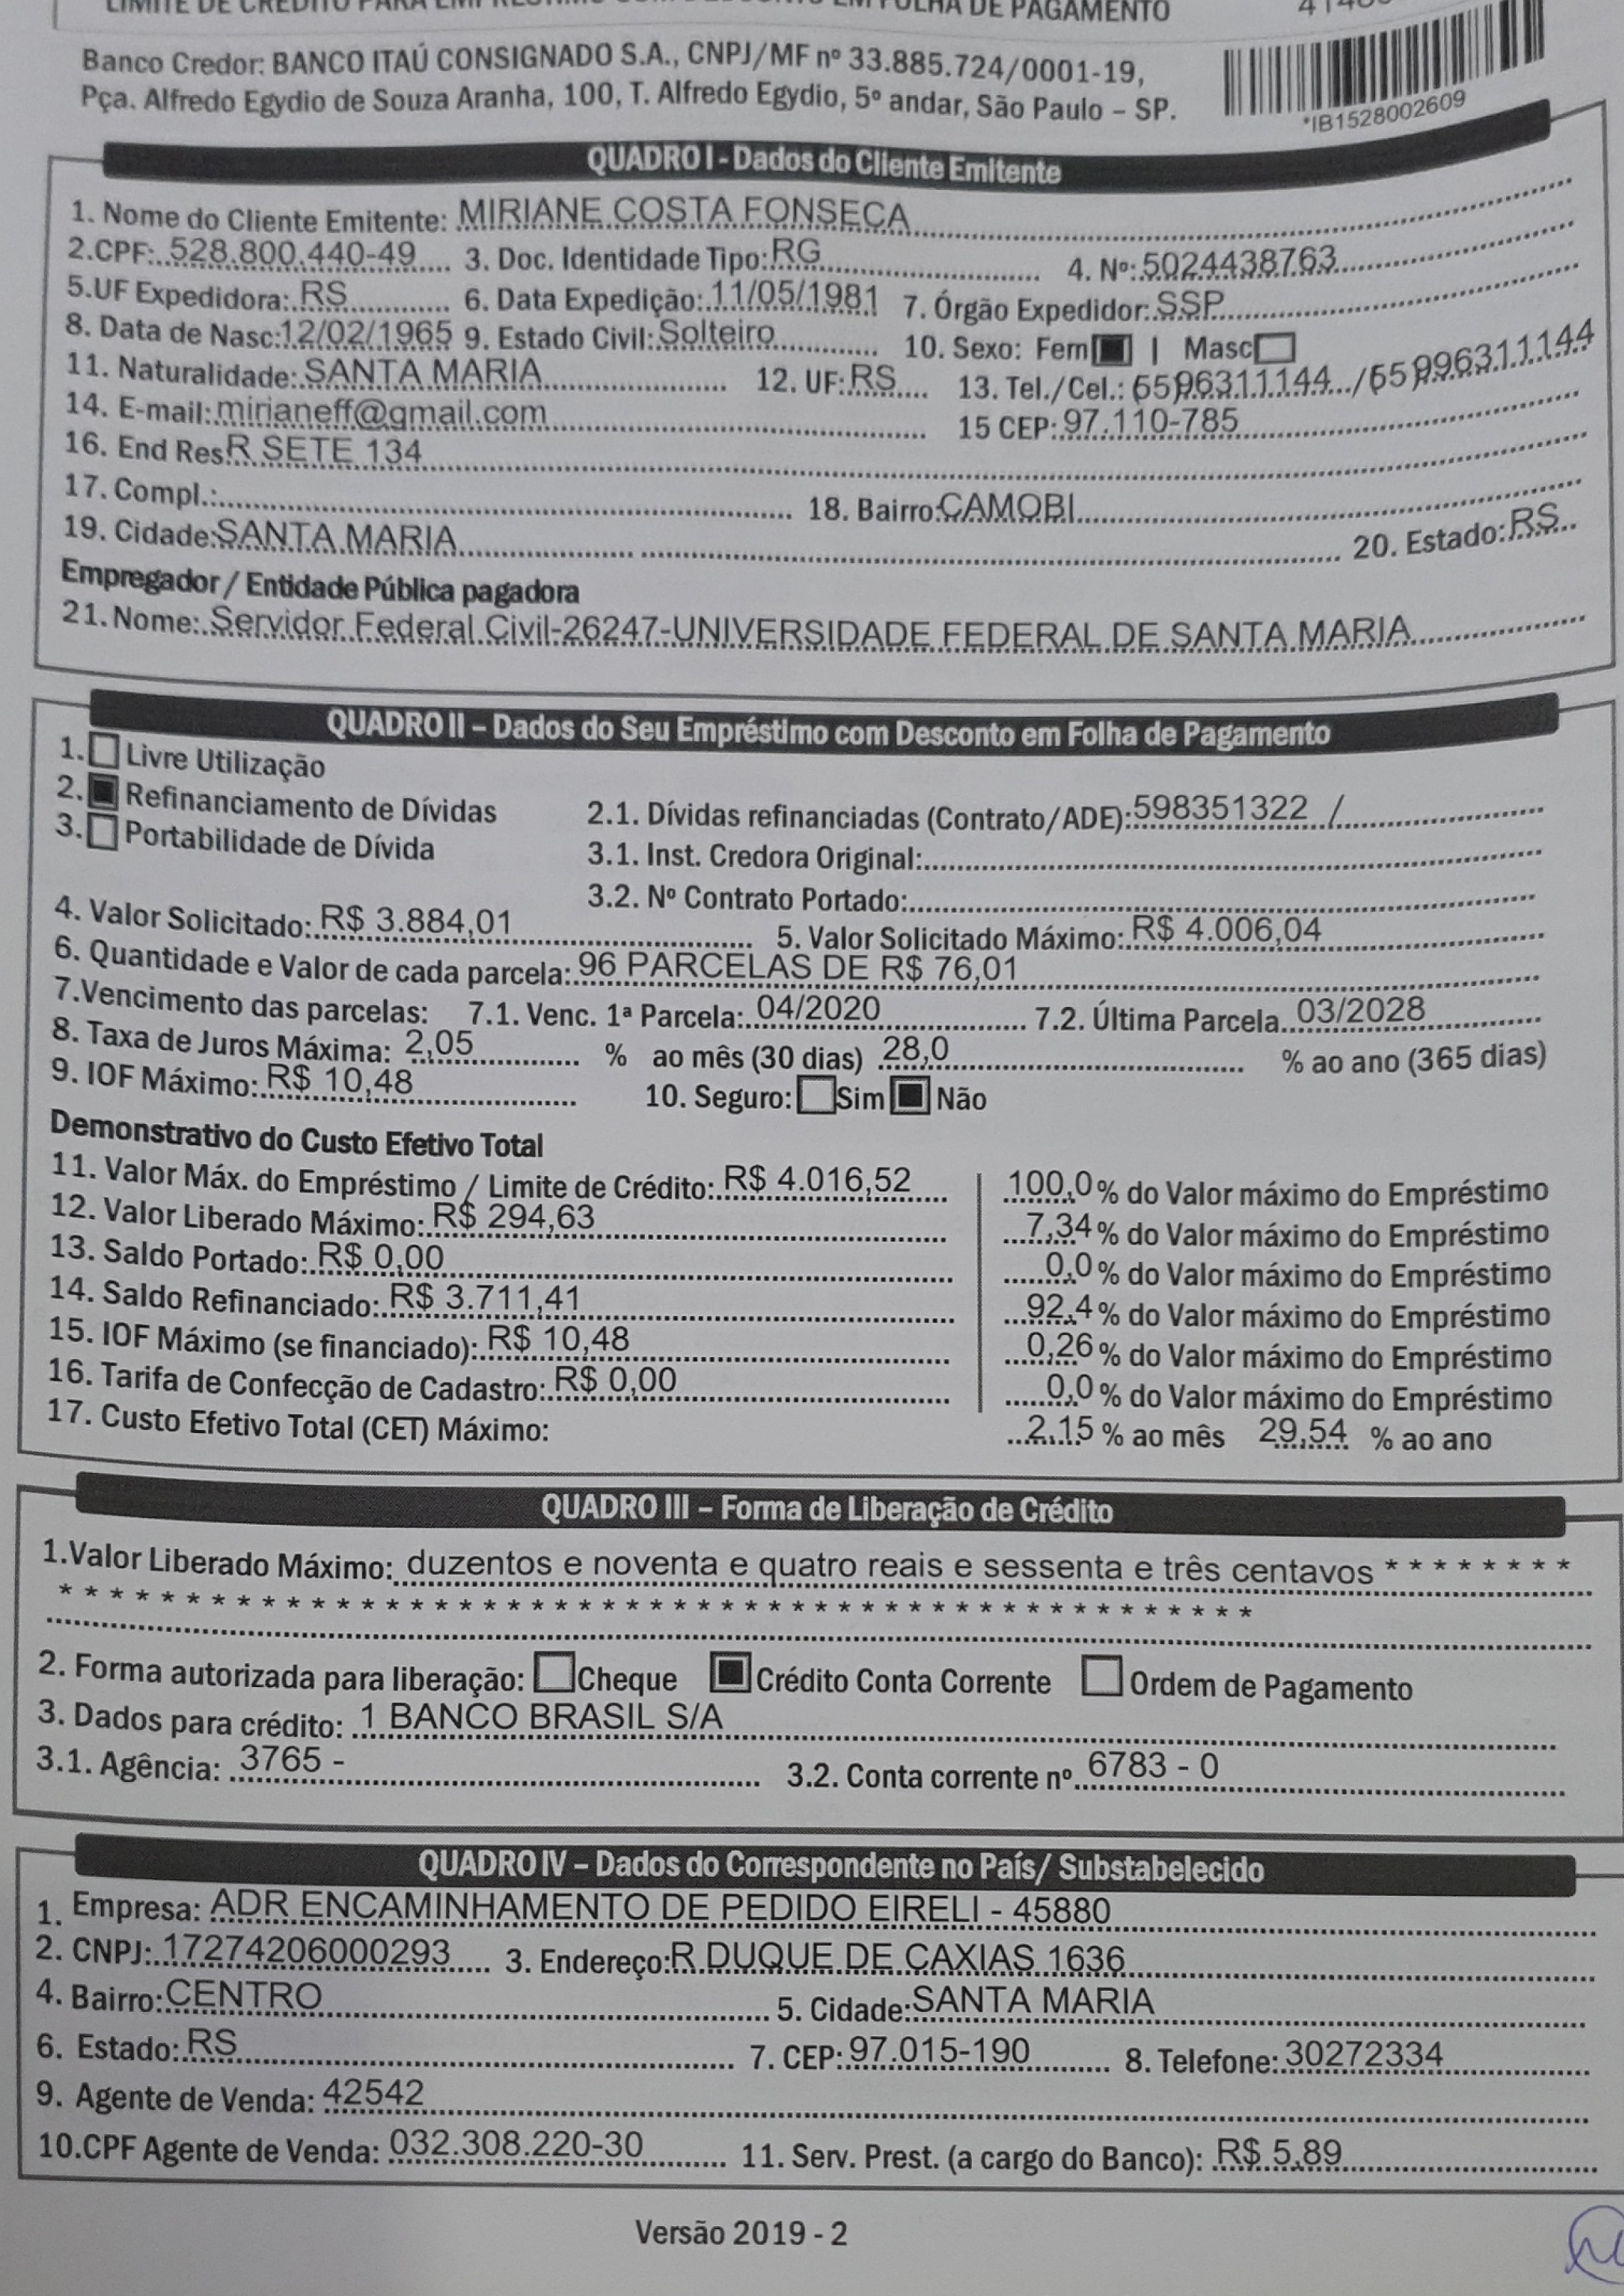 LIMITE DE CRÉDITO PARA EMPRÉSTIMO COM DESCONTO EM FOLHA DE PAGAMENTO
Banco Credor: BANCO ITAÚ CONSIGNADO S.A., CNPJ/MF nº 33.885.724/0001-19,
Pça. Alfredo Egydio de Souza Aranha, 100, T. Alfredo Egydio, 5º andar, São Paulo – SP.
*IB1528002609
QUADRO I - Dados do Cliente Emitente
1. Nome do Cliente Emitente: MIRIANE COSTA FONSECA
2.CPF: 528.800.440-49 3. Doc. Identidade Tipo: RG 4. Nº: 5024438763
5.UF Expedidora: RS 6. Data Expedição: 11/05/1981 7. Órgão Expedidor: SSP
8. Data de Nasc: 12/02/1965 9. Estado Civil: Solteiro 10. Sexo: Fem | Masc
11. Naturalidade: SANTA MARIA 12. UF: RS 13. Tel./Cel.:
14. E-mail: mirianeff@gmail.com 15 CEP: 97.110-785
16. End Res: R SETE 134
17. Compl.: 18. Bairro: CAMOBI
19. Cidade: SANTA MARIA 20. Estado: RS
Empregador / Entidade Pública pagadora
21. Nome: Servidor Federal Civil-26247-UNIVERSIDADE FEDERAL DE SANTA MARIA
QUADRO II – Dados do Seu Empréstimo com Desconto em Folha de Pagamento
1. Livre Utilização
2. Refinanciamento de Dívidas 2.1. Dívidas refinanciadas (Contrato/ADE): 598351322 /
3. Portabilidade de Dívida 3.1. Inst. Credora Original:
3.2. Nº Contrato Portado:
4. Valor Solicitado: R$ 3.884,01 5. Valor Solicitado Máximo: R$ 4.006,04
6. Quantidade e Valor de cada parcela: 96 PARCELAS DE R$ 76,01
7.Vencimento das parcelas: 7.1. Venc. 1ª Parcela: 04/2020 7.2. Última Parcela 03/2028
8. Taxa de Juros Máxima: 2,05 % ao mês (30 dias) 28,0 % ao ano (365 dias)
9. IOF Máximo: R$ 10,48 10. Seguro: Sim Não
Demonstrativo do Custo Efetivo Total
11. Valor Máx. do Empréstimo / Limite de Crédito: R$ 4.016,52 100,0 % do Valor máximo do Empréstimo
12. Valor Liberado Máximo: R$ 294,63 7,34 % do Valor máximo do Empréstimo
13. Saldo Portado: R$ 0,00 0,0 % do Valor máximo do Empréstimo
14. Saldo Refinanciado: R$ 3.711,41 92,4 % do Valor máximo do Empréstimo
15. IOF Máximo (se financiado): R$ 10,48 0,26 % do Valor máximo do Empréstimo
16. Tarifa de Confecção de Cadastro: R$ 0,00 0,0 % do Valor máximo do Empréstimo
17. Custo Efetivo Total (CET) Máximo: 2,15 % ao mês 29,54 % ao ano
QUADRO III – Forma de Liberação de Crédito
1.Valor Liberado Máximo: duzentos e noventa e quatro reais e sessenta e três centavos * * * * * * * *
* * * * * * * * * * * * * * * * * * * * * * * * * * * * * * * * * * * * * * * * * * * * * * * * *
2. Forma autorizada para liberação: Cheque Crédito Conta Corrente Ordem de Pagamento
3. Dados para crédito: 1 BANCO BRASIL S/A
3.1. Agência: 3765 - 3.2. Conta corrente nº 6783 - 0
QUADRO IV – Dados do Correspondente no País/ Substabelecido
1. Empresa: ADR ENCAMINHAMENTO DE PEDIDO EIRELI - 45880
2. CNPJ: 17274206000293 3. Endereço: R DUQUE DE CAXIAS 1636
4. Bairro: CENTRO 5. Cidade: SANTA MARIA
6. Estado: RS 7. CEP: 97.015-190 8. Telefone: 30272334
9. Agente de Venda: 42542
10.CPF Agente de Venda: 032.308.220-30 11. Serv. Prest. (a cargo do Banco): R$ 5,89
Versão 2019 - 2